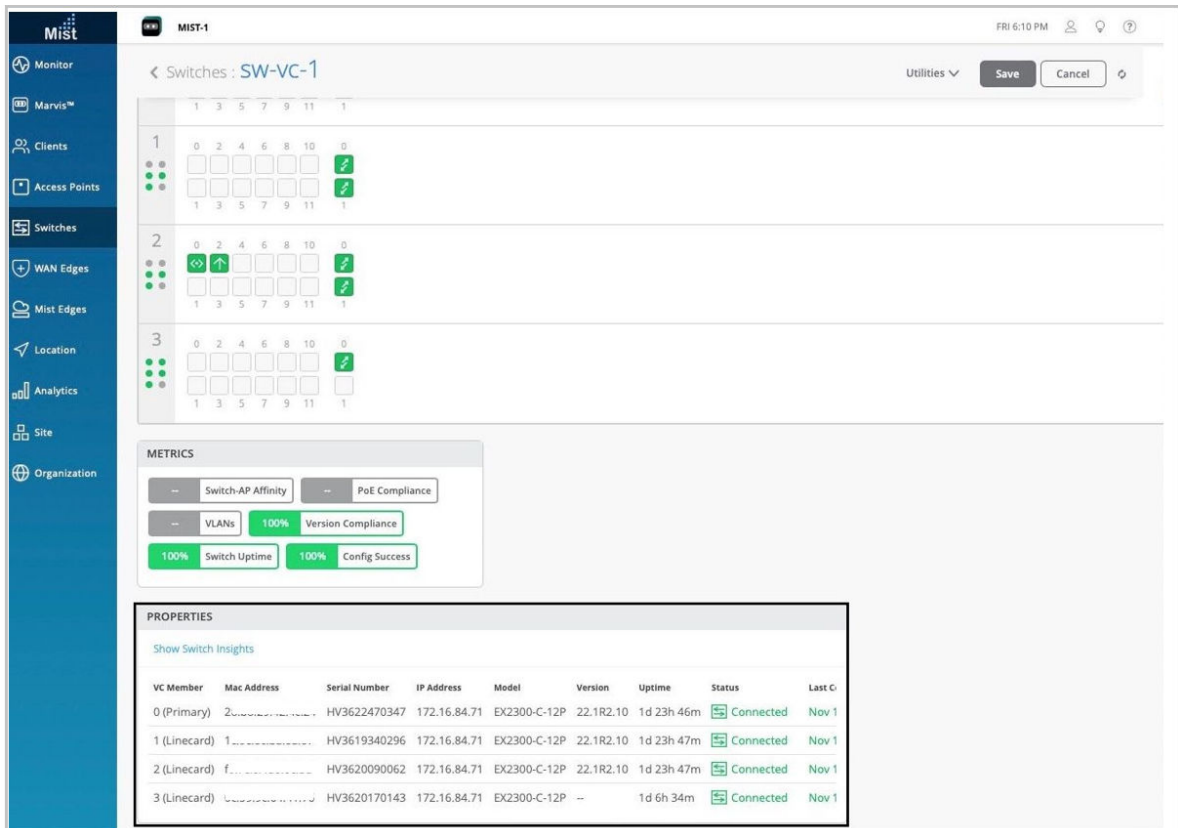 Mist
MIST-1
FRI 6:10 PM
Monitor
Marvis™
Clients
Access Points
Switches
WAN Edges
Mist Edges
Location
Analytics
Site
Organization
Switches : SW-VC-1
Utilities
Save
Cancel
1 3 5 7 9 11 1
1
0 2 4 6 8 10 0
1 3 5 7 9 11 1
2
0 2 4 6 8 10 0
1 3 5 7 9 11 1
3
0 2 4 6 8 10 0
1 3 5 7 9 11 1
METRICS
-- Switch-AP Affinity -- PoE Compliance
-- VLANs 100% Version Compliance
100% Switch Uptime 100% Config Success
PROPERTIES
Show Switch Insights
VC Member Mac Address Serial Number IP Address Model Version Uptime Status Last
0 (Primary) HV3622470347 172.16.84.71 EX2300-C-12P 22.1R2.10 1d 23h 46m Connected Nov 1
1 (Linecard) HV3619340296 172.16.84.71 EX2300-C-12P 22.1R2.10 1d 23h 47m Connected Nov 1
2 (Linecard) HV3620090062 172.16.84.71 EX2300-C-12P 22.1R2.10 1d 23h 47m Connected Nov 1
3 (Linecard) HV3620170143 172.16.84.71 EX2300-C-12P -- 1d 6h 34m Connected Nov 1